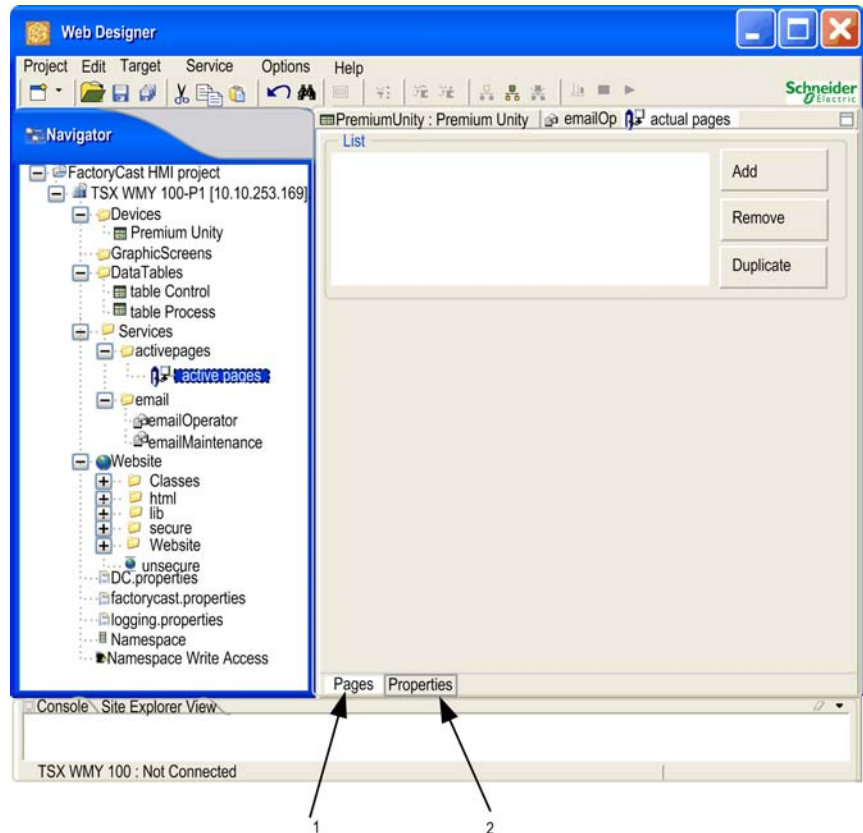 Web Designer
Project Edit Target Service Options Help
Schneider
Electric
Navigator
PremiumUnity : Premium Unity emailOp actual pages
FactoryCast HMI project
TSX WMY 100-P1 [10.10.253.169]
Devices
Premium Unity
GraphicScreens
DataTables
table Control
table Process
Services
activepages
active pages
email
emailOperator
emailMaintenance
Website
Classes
html
lib
secure
Website
unsecure
DC.properties
factorycast.properties
logging.properties
Namespace
Namespace Write Access
List
Add
Remove
Duplicate
Pages Properties
Console Site Explorer View
TSX WMY 100 : Not Connected
1 2